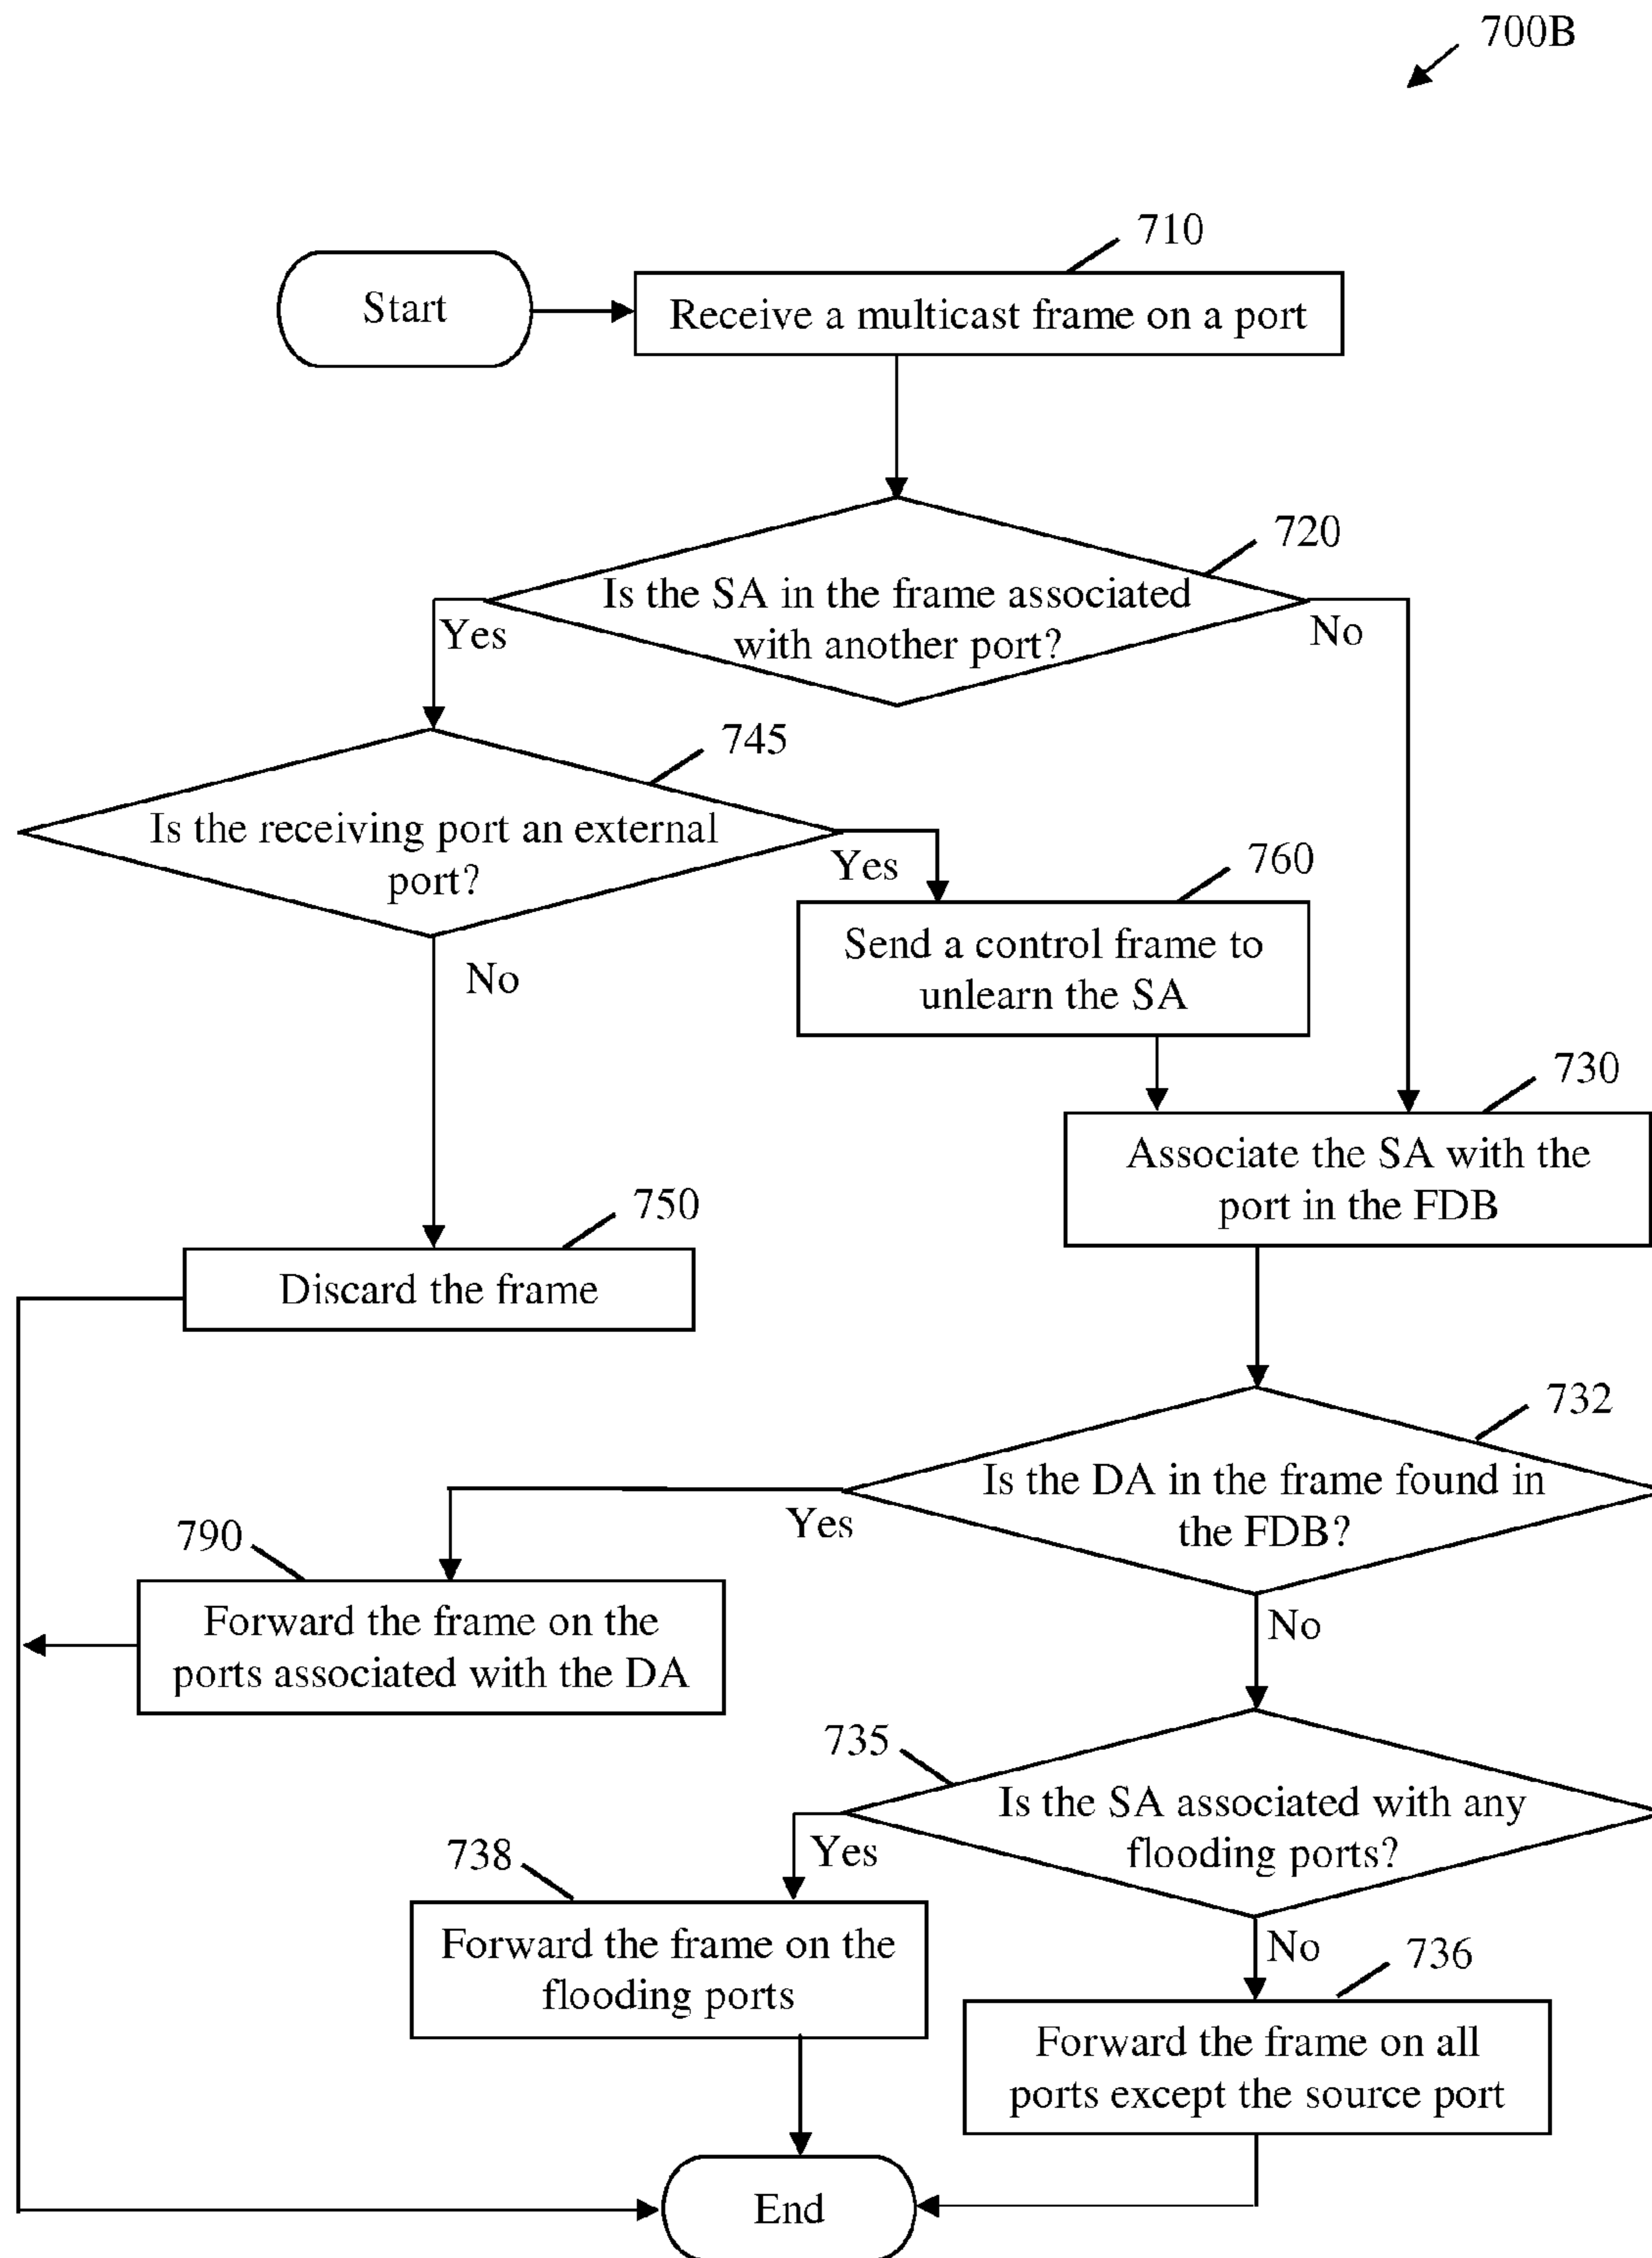 700B
710
Start
Receive a multicast frame on a port
720
Is the SA in the frame associated
with another port?
Yes
No
745
Is the receiving port an external
port?
Yes
No
760
Send a control frame to
unlearn the SA
730
Associate the SA with the
port in the FDB
750
Discard the frame
732
Is the DA in the frame found in
the FDB?
Yes
No
790
Forward the frame on the
ports associated with the DA
735
Is the SA associated with any
flooding ports?
Yes
No
738
Forward the frame on the
flooding ports
736
Forward the frame on all
ports except the source port
End